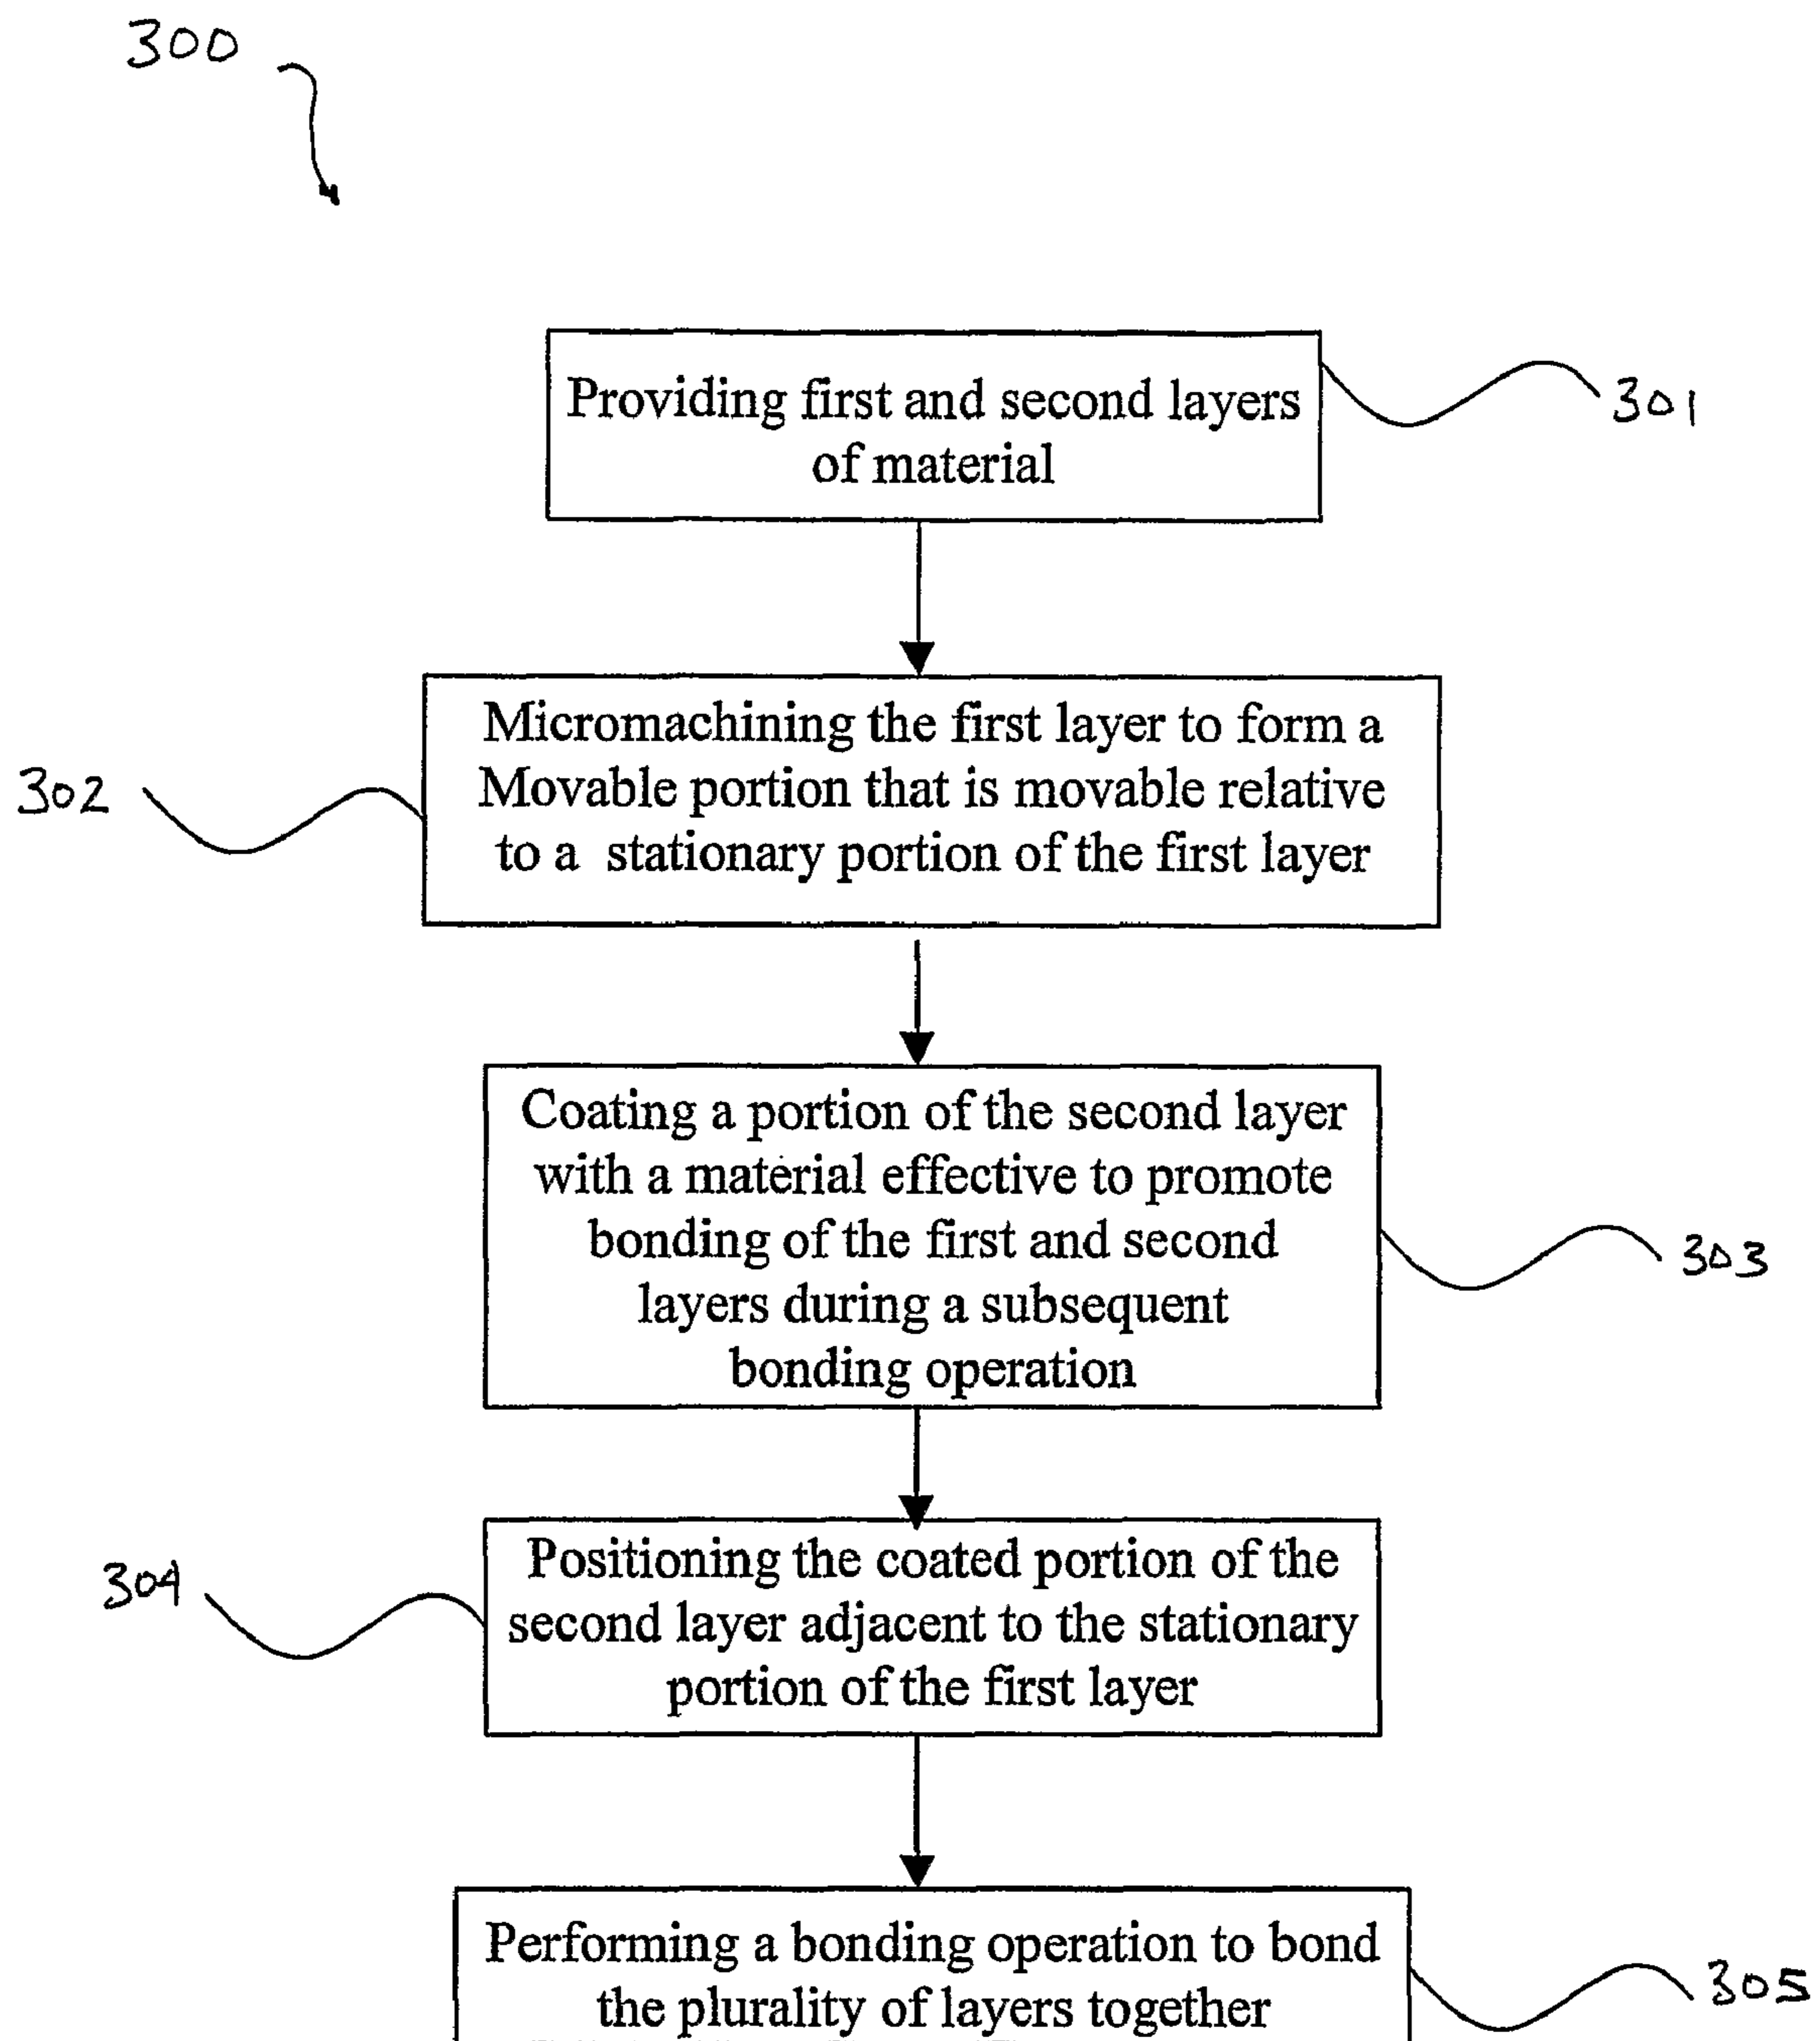 300
Providing first and second layers
of material
301
Micromachining the first layer to form a
Movable portion that is movable relative
to a stationary portion of the first layer
302
Coating a portion of the second layer
with a material effective to promote
bonding of the first and second
layers during a subsequent
bonding operation
303
Positioning the coated portion of the
second layer adjacent to the stationary
portion of the first layer
304
Performing a bonding operation to bond
the plurality of layers together
305